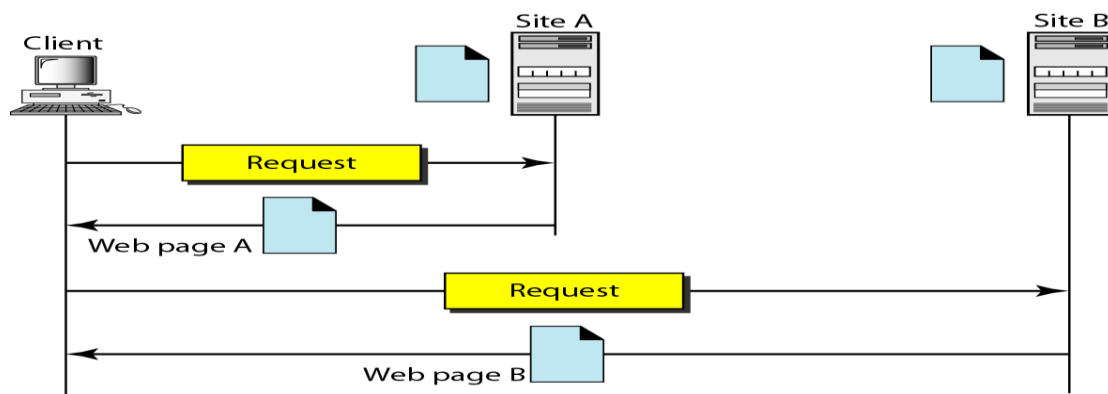 Site A
Site B
Client
Request
Web page A
Request
Web page B